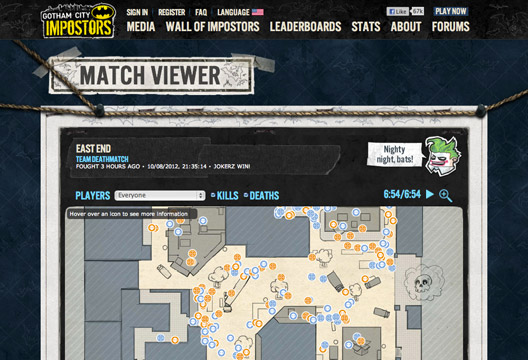 GOTHAM CITY
IMPOSTORS
SIGN IN | REGISTER | FAQ | LANGUAGE
Like 67k
PLAY NOW
MEDIA WALL OF IMPOSTORS LEADERBOARDS STATS ABOUT FORUMS
MATCH VIEWER
EAST END
TEAM DEATHMATCH
FOUGHT 3 HOURS AGO • 10/08/2012, 21:35:14 • JOKERZ WIN!
Nighty
night, bats!
PLAYERS Everyone KILLS DEATHS 6:54/6:54
Hover over an icon to see more information